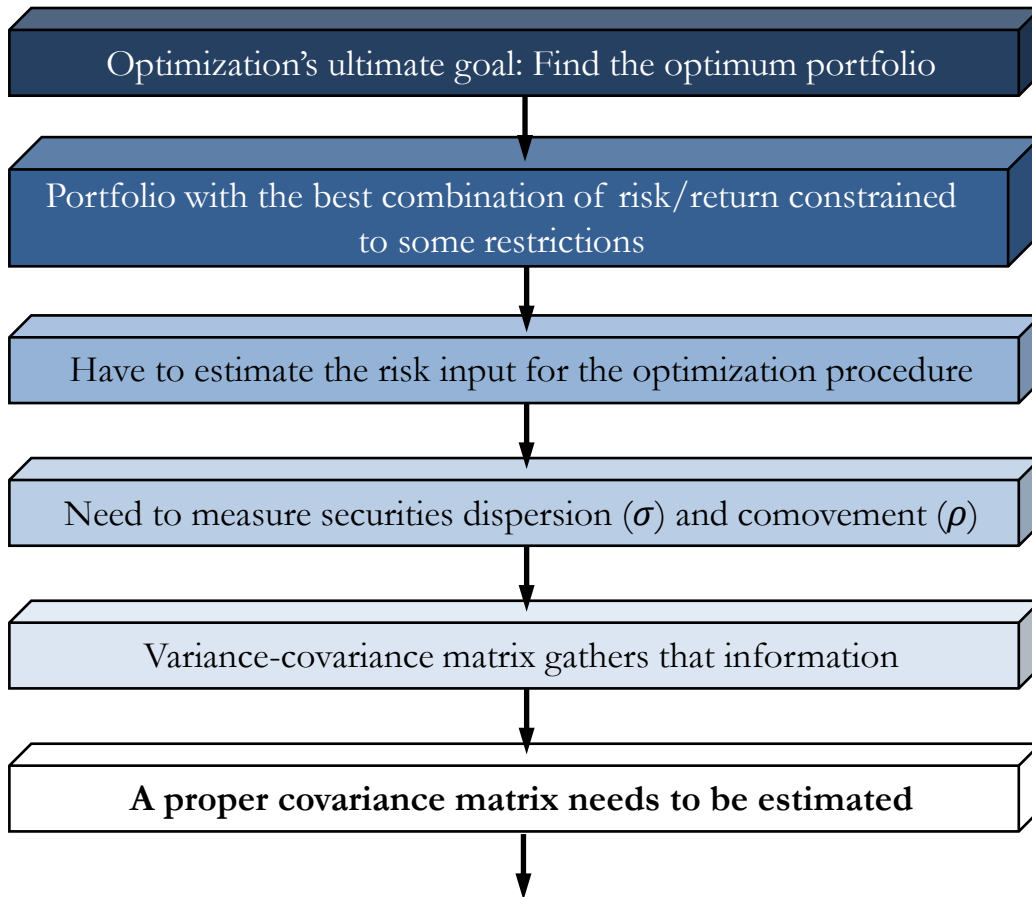 Optimization’s ultimate goal: Find the optimum portfolio
Portfolio with the best combination of risk/return constrained
to some restrictions
Have to estimate the risk input for the optimization procedure
Need to measure securities dispersion (σ) and comovement (ρ)
Variance-covariance matrix gathers that information
A proper covariance matrix needs to be estimated